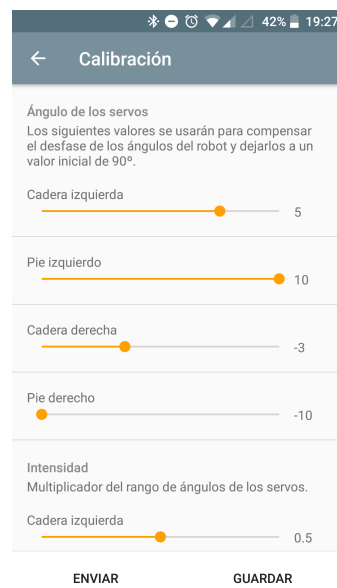 42% 19:27
Calibración
Ángulo de los servos
Los siguientes valores se usarán para compensar
el desfase de los ángulos del robot y dejarlos a un
valor inicial de 90º.
Cadera izquierda
5
Pie izquierdo
10
Cadera derecha
-3
Pie derecho
-10
Intensidad
Multiplicador del rango de ángulos de los servos.
Cadera izquierda
0.5
ENVIAR GUARDAR